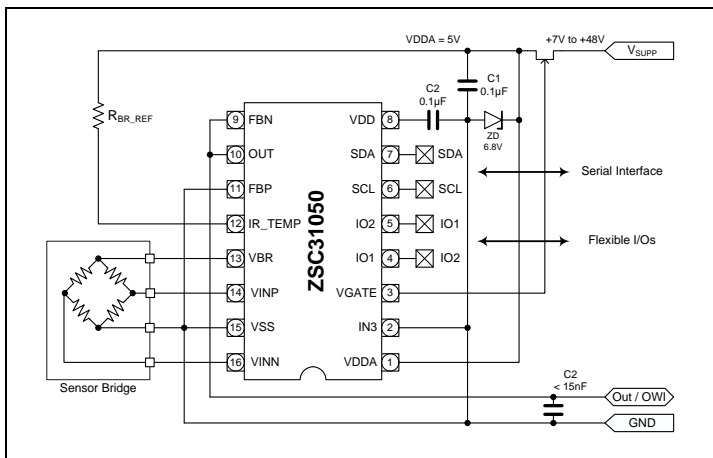 VDDA = 5V
+7V to +48V
VSUPP
C1
0.1µF
C2
0.1µF
ZD
6.8V
RBR_REF
9 FBN
VDD 8
10 OUT
SDA 7
SDA
11 FBP
SCL 6
SCL
12 IR_TEMP
IO2 5
IO1
13 VBR
IO1 4
IO2
14 VINP
VGATE 3
15 VSS
IN3 2
16 VINN
VDDA 1
ZSC31050
Serial Interface
Flexible I/Os
Sensor Bridge
C2
< 15nF
Out / OWI
GND